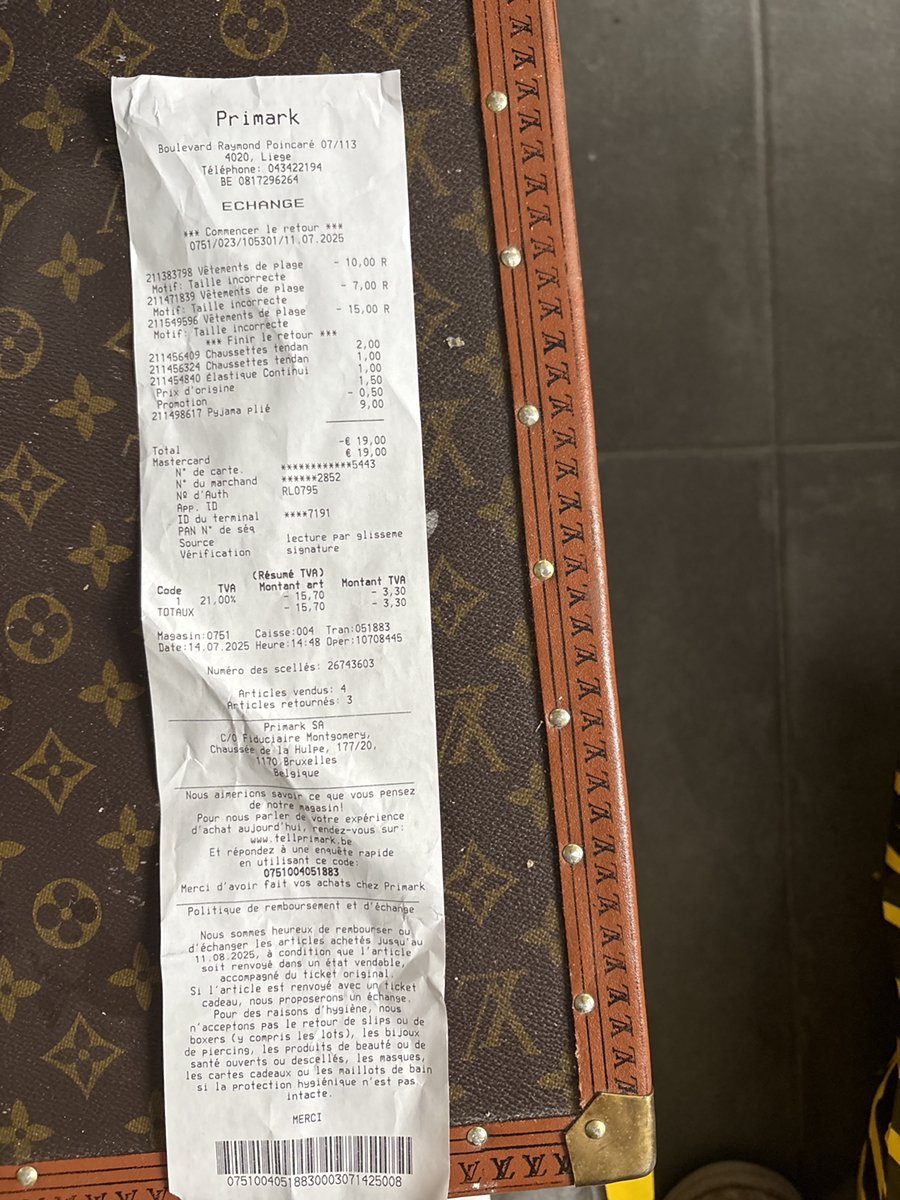 Primark
Boulevard Raymond Poincaré 07/113
4020, Liege
Téléphone: 043422194
BE 0817296264
ECHANGE
*** Commencer le retour ***
0751/023/105301/11.07.2025
211383798 Vêtements de plage - 10,00 R
Motif: Taille incorrecte
211471839 Vêtements de plage - 7,00 R
Motif: Taille incorrecte
211549596 Vêtements de plage - 15,00 R
Motif: Taille incorrecte
*** Finir le retour ***
211456409 Chaussettes tendan 2,00
211456324 Chaussettes tendan 1,00
211454840 Élastique Continui 1,00
Prix d'origine 1,50
Promotion - 0,50
211498617 Pyjama plié 9,00
Total -€ 19,00
Mastercard € 19,00
N° de carte. ************5443
N° du marchand ******2852
Nº d'Auth RL0795
App. ID
ID du terminal ****7191
PAN N° de séq
Source lecture par glisseme
Vérification signature
(Résumé TVA)
Code TVA Montant art Montant TVA
1 21,00% - 15,70 - 3,30
TOTAUX - 15,70 - 3,30
Magasin:0751 Caisse:004 Tran:051883
Date:14.07.2025 Heure:14:48 Oper:10708445
Numéro des scellés: 26743603
Articles vendus: 4
Articles retournés: 3
Primark SA
C/O Fiduciaire Montgomery,
Chaussée de la Hulpe, 177/20,
1170 Bruxelles
Belgique
Nous aimerions savoir ce que vous pensez
de notre magasin!
Pour nous parler de votre expérience
d'achat aujourd'hui, rendez-vous sur:
www.tellprimark.be
Et répondez à une enquête rapide
en utilisant ce code:
0751004051883
Merci d'avoir fait vos achats chez Primark
Politique de remboursement et d'échange
Nous sommes heureux de rembourser ou
d'échanger les articles achetés jusqu'au
11.08.2025, à condition que l'article
soit renvoyé dans un état vendable,
accompagné du ticket original.
Si l'article est renvoyé avec un ticket
cadeau, nous proposerons un échange.
Pour des raisons d'hygiène, nous
n'acceptons pas le retour de slips ou de
boxers (y compris les lots), les bijoux
de piercing, les produits de beauté ou de
santé ouverts ou descellés, les masques,
les cartes cadeaux ou les maillots de bain
si la protection hygiénique n'est pas
intacte.
MERCI
07510040518830003071425008